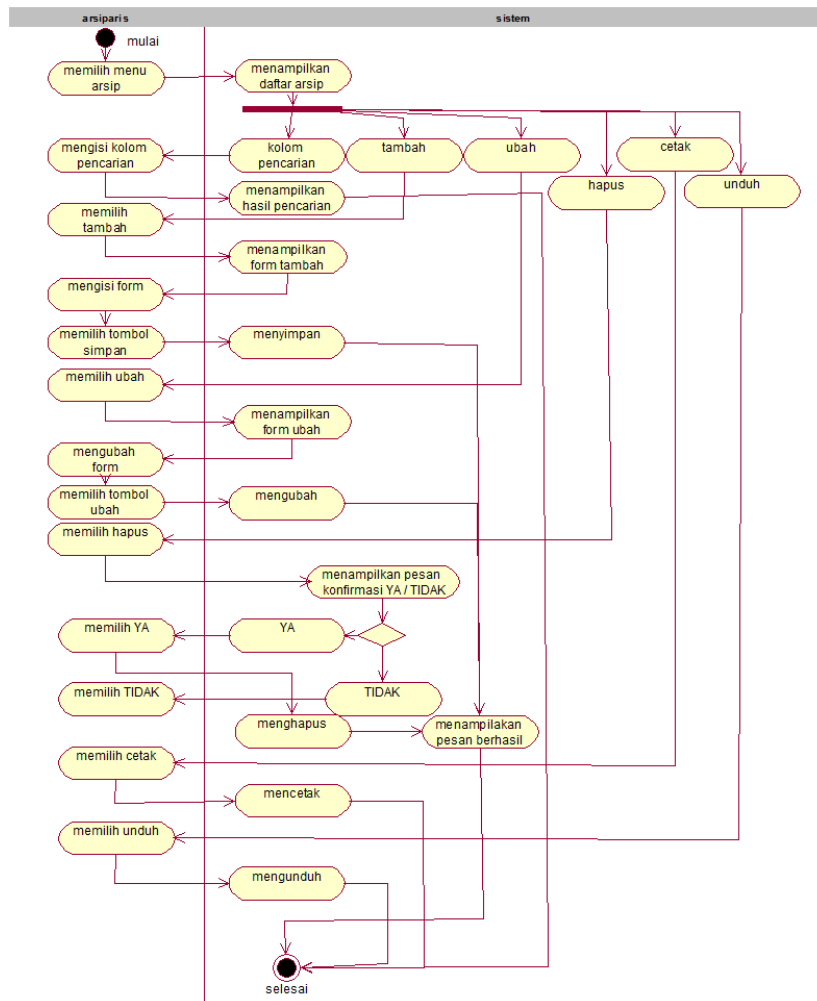 arsiparis
sistem
mulai
memilih menu
arsip
menampilkan
daftar arsip
mengisi kolom
pencarian
kolom
pencarian
tambah
ubah
cetak
hapus
unduh
menampilkan
hasil pencarian
memilih
tambah
menampilkan
form tambah
mengisi form
memilih tombol
simpan
menyimpan
memilih ubah
menampilkan
form ubah
mengubah
form
memilih tombol
ubah
mengubah
memilih hapus
menampilkan pesan
konfirmasi YA / TIDAK
memilih YA
YA
memilih TIDAK
TIDAK
menghapus
menampilakan
pesan berhasil
memilih cetak
mencetak
memilih unduh
mengunduh
selesai